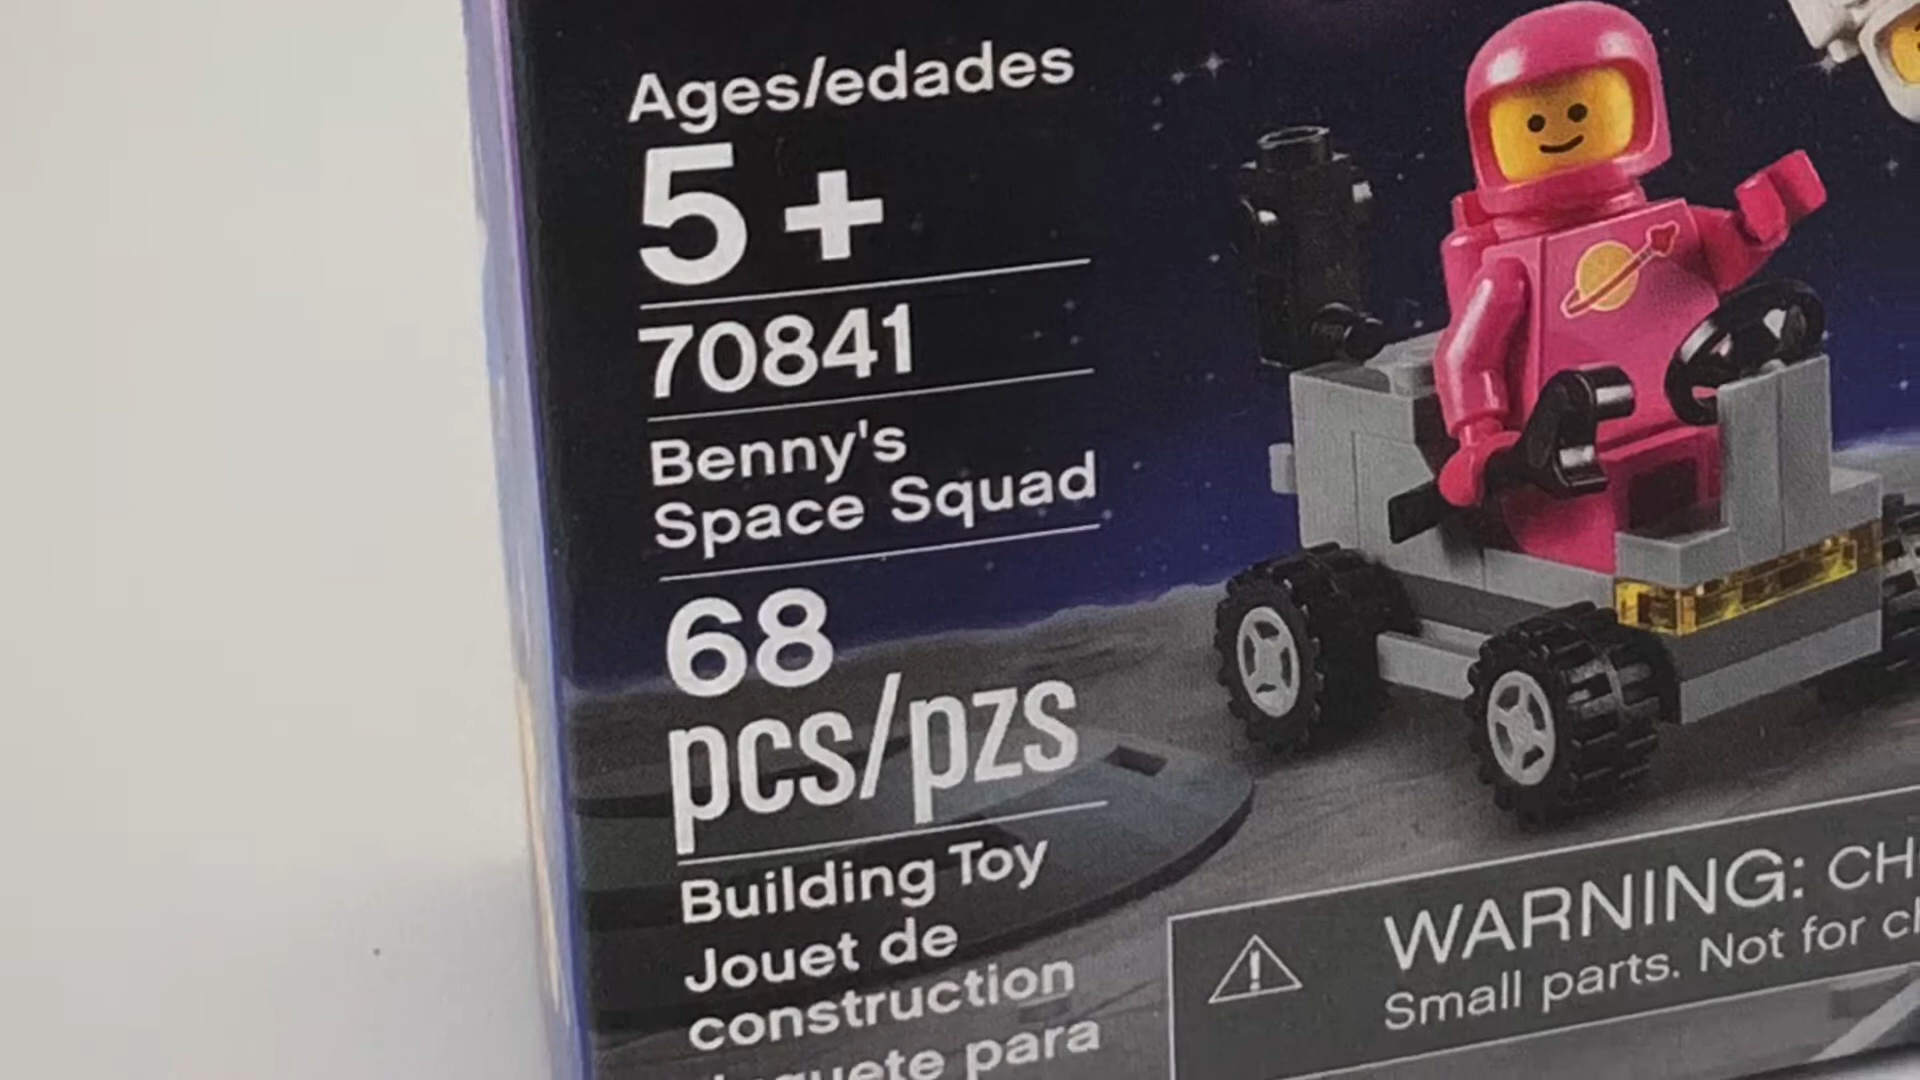 Ages/edades
5+
70841
Benny's
Space Squad
68
pcs/pzs
Building Toy
Jouet de
construction
para
WARNING:
Small parts. Not for